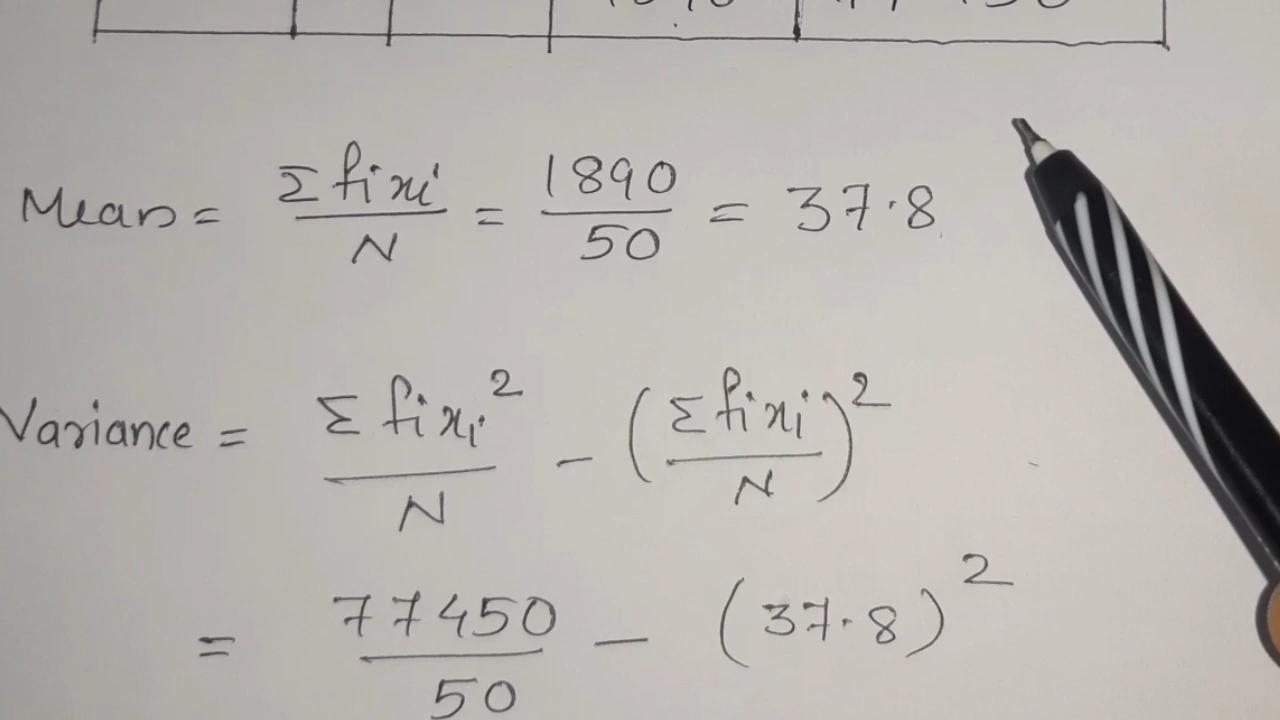 Mean = Σfixi/N = 1890/50 = 37.8
Variance = Σfixi²/N - (Σfixi/N)²
= 77450/50 - (37.8)²